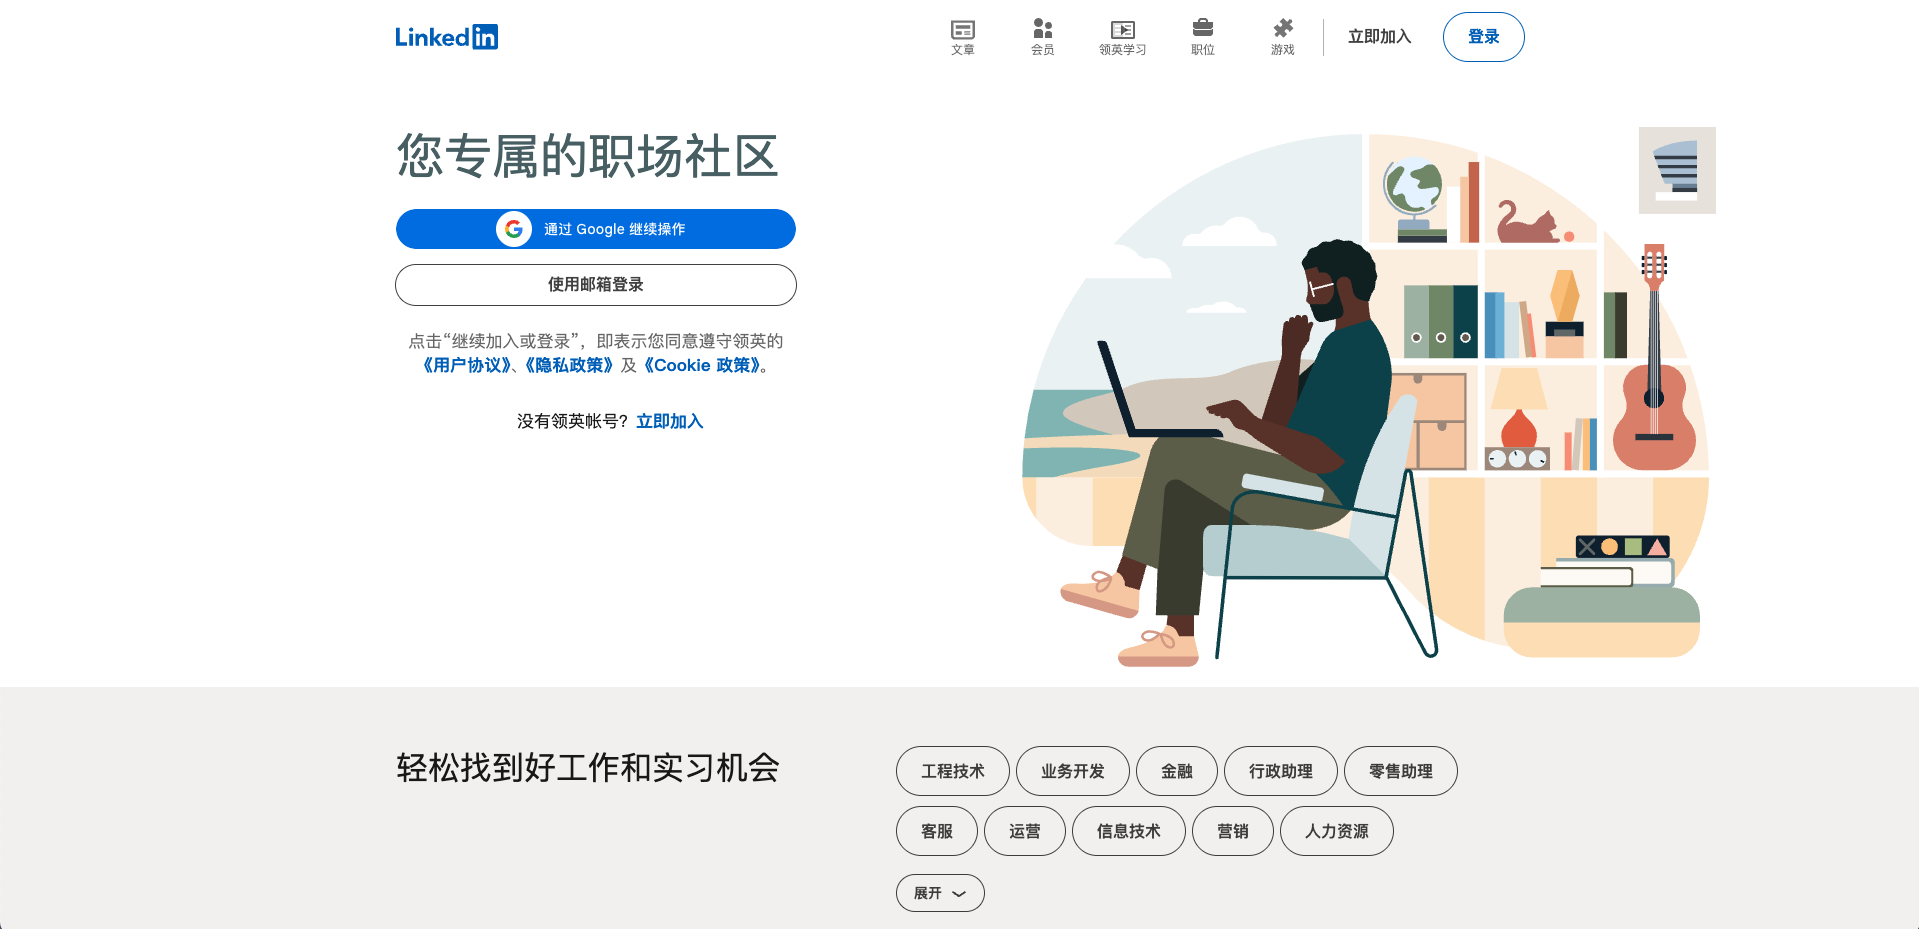 Linked in
文章
会员
领英学习
职位
游戏
立即加入
登录
您专属的职场社区
通过 Google 继续操作
使用邮箱登录
点击“继续加入或登录”，即表示您同意遵守领英的
《用户协议》、《隐私政策》及《Cookie 政策》。
没有领英帐号？立即加入
轻松找到好工作和实习机会
工程技术
业务开发
金融
行政助理
零售助理
客服
运营
信息技术
营销
人力资源
展开